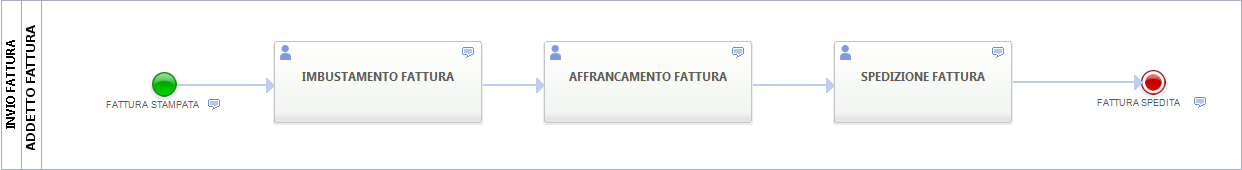 INVIO FATTURA
ADDETTO FATTURA
FATTURA STAMPATA
IMBUSTAMENTO FATTURA
AFFRANCAMENTO FATTURA
SPEDIZIONE FATTURA
FATTURA SPEDITA